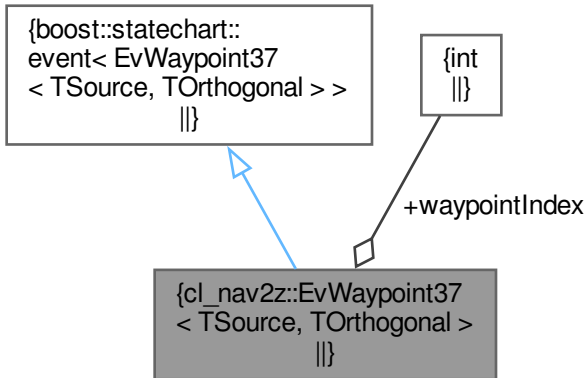 {boost::statechart::
event< EvWaypoint37
< TSource, TOrthogonal > >
||}
{int
||}
+waypointIndex
{cl_nav2z::EvWaypoint37
< TSource, TOrthogonal >
||}